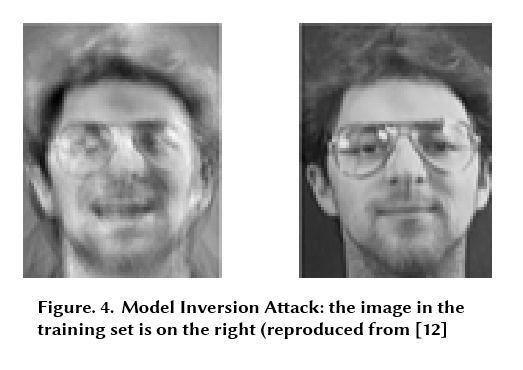 Figure. 4. Model Inversion Attack: the image in the
training set is on the right (reproduced from [12]